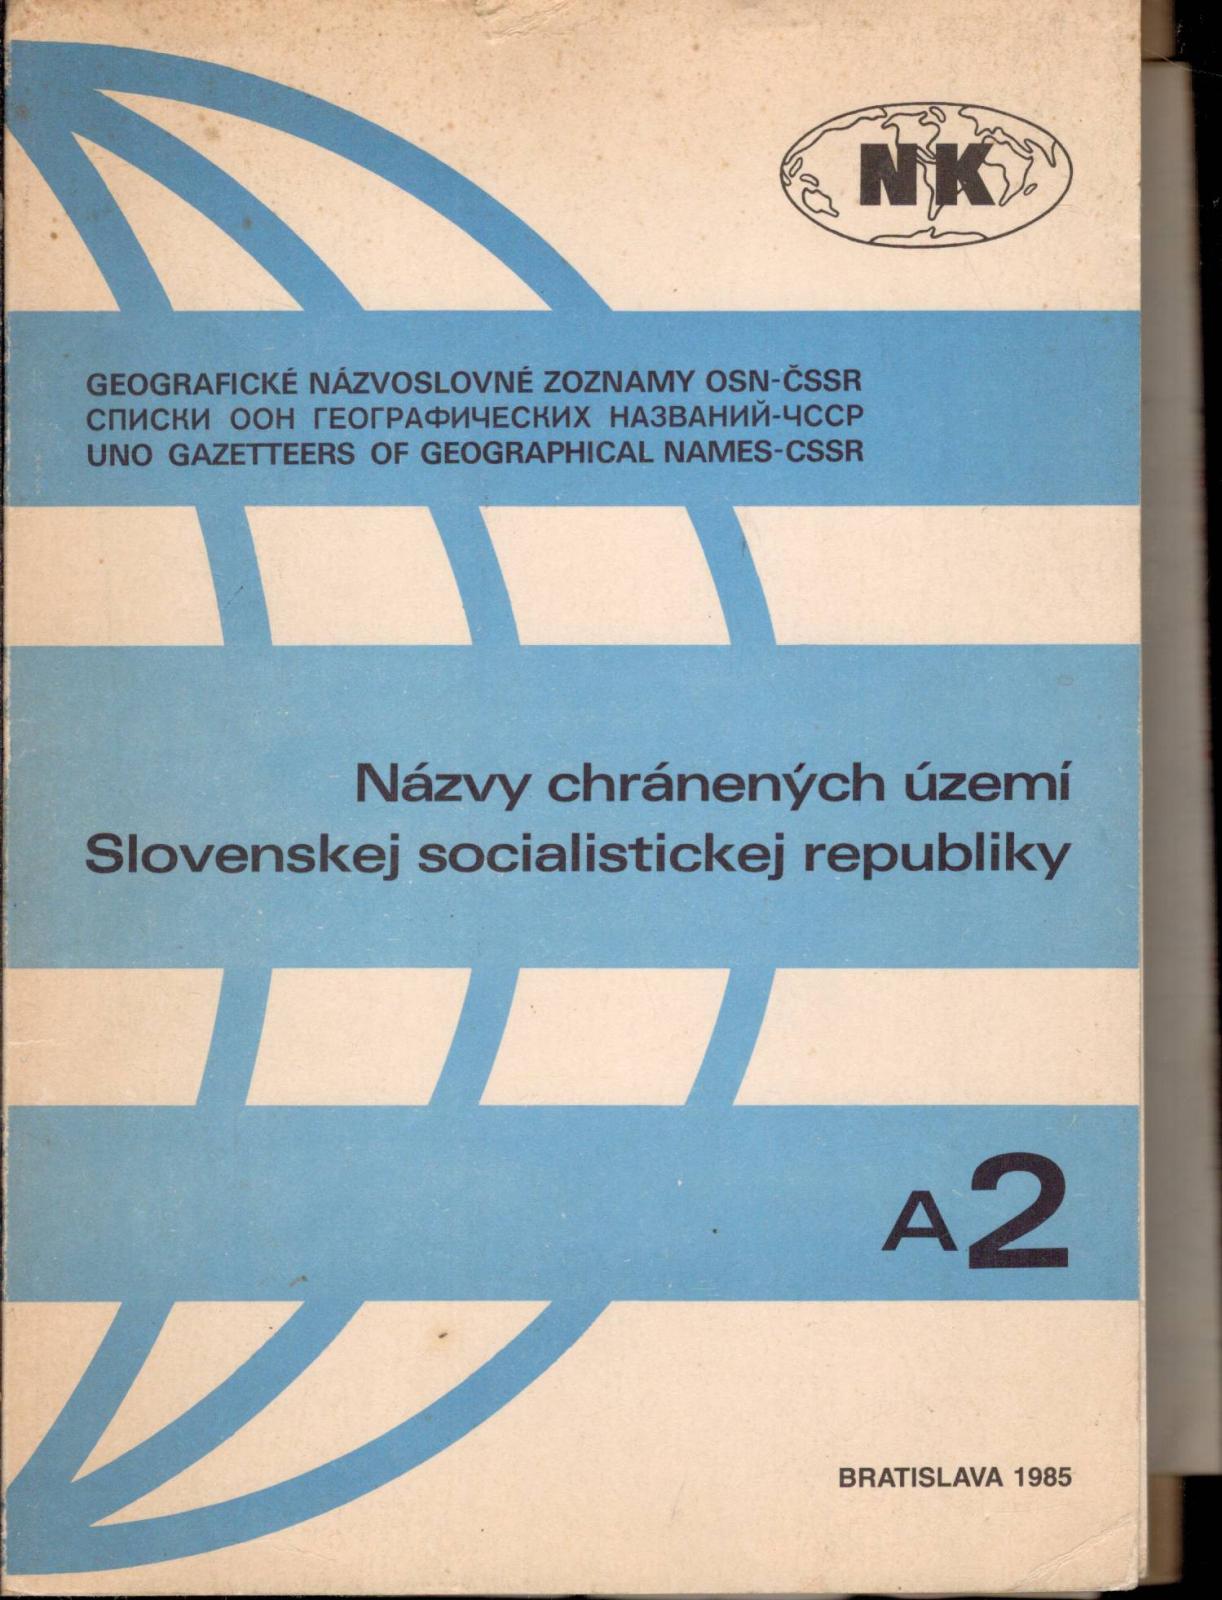 NK
GEOGRAFICKÉ NÁZVOSLOVNÉ ZOZNAMY OSN-ČSSR
СПИСКИ ООН ГЕОГРАФИЧЕСКИХ НАЗВАНИЙ-ЧССР
UNO GAZETTEERS OF GEOGRAPHICAL NAMES-CSSR
Názvy chránených území
Slovenskej socialistickej republiky
A2
BRATISLAVA 1985